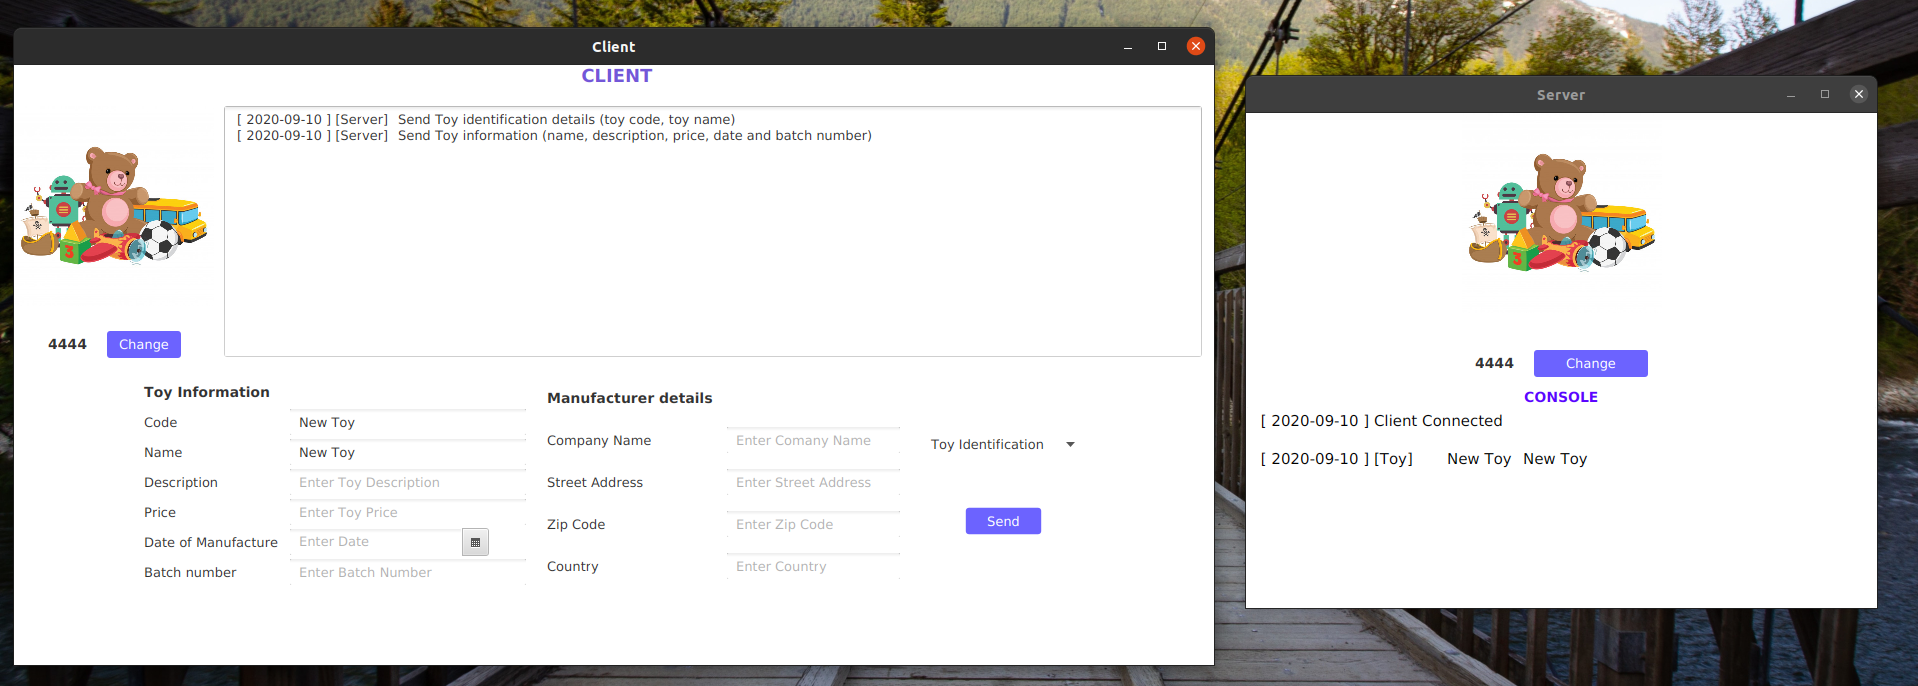 Client
CLIENT
[ 2020-09-10 ] [Server] Send Toy identification details (toy code, toy name)
[ 2020-09-10 ] [Server] Send Toy information (name, description, price, date and batch number)
3
4444 Change
Toy Information
Code New Toy
Name New Toy
Description Enter Toy Description
Price Enter Toy Price
Date of Manufacture Enter Date
Batch number Enter Batch Number
Manufacturer details
Company Name Enter Comany Name
Street Address Enter Street Address
Zip Code Enter Zip Code
Country Enter Country
Toy Identification
Send
Server
3
4444 Change
CONSOLE
[ 2020-09-10 ] Client Connected
[ 2020-09-10 ] [Toy] New Toy New Toy